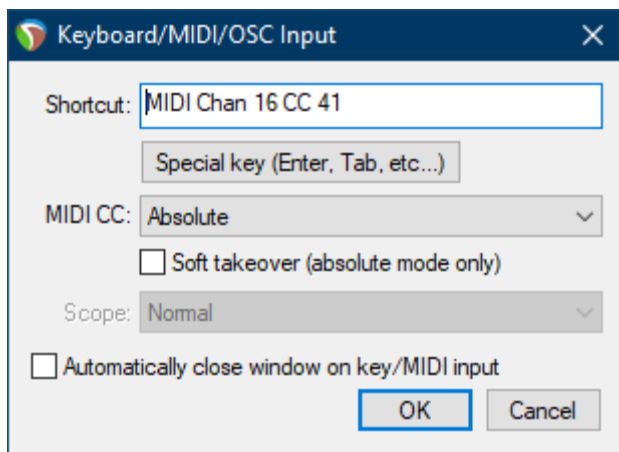 Keyboard/MIDI/OSC Input
Shortcut: MIDI Chan 16 CC 41
Special key (Enter, Tab, etc...)
MIDI CC: Absolute
Soft takeover (absolute mode only)
Scope: Normal
Automatically close window on key/MIDI input
OK Cancel